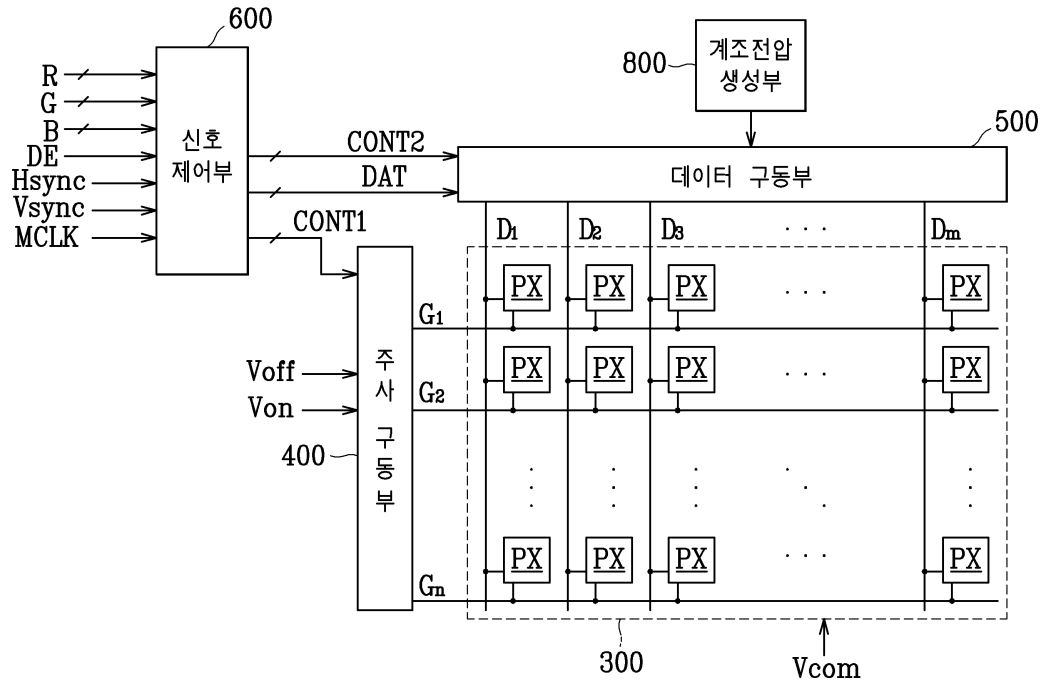 600
R
G
B
DE
Hsync
Vsync
MCLK
신호
제어부
CONT2
DAT
CONT1
800
계조전압
생성부
500
데이터 구동부
D1 D2 D3 · · · Dm
PX PX PX · · · PX
G1
PX PX PX · · · PX
G2
Voff
Von
400
주사 구동부
PX PX PX · · · PX
Gn
300
Vcom